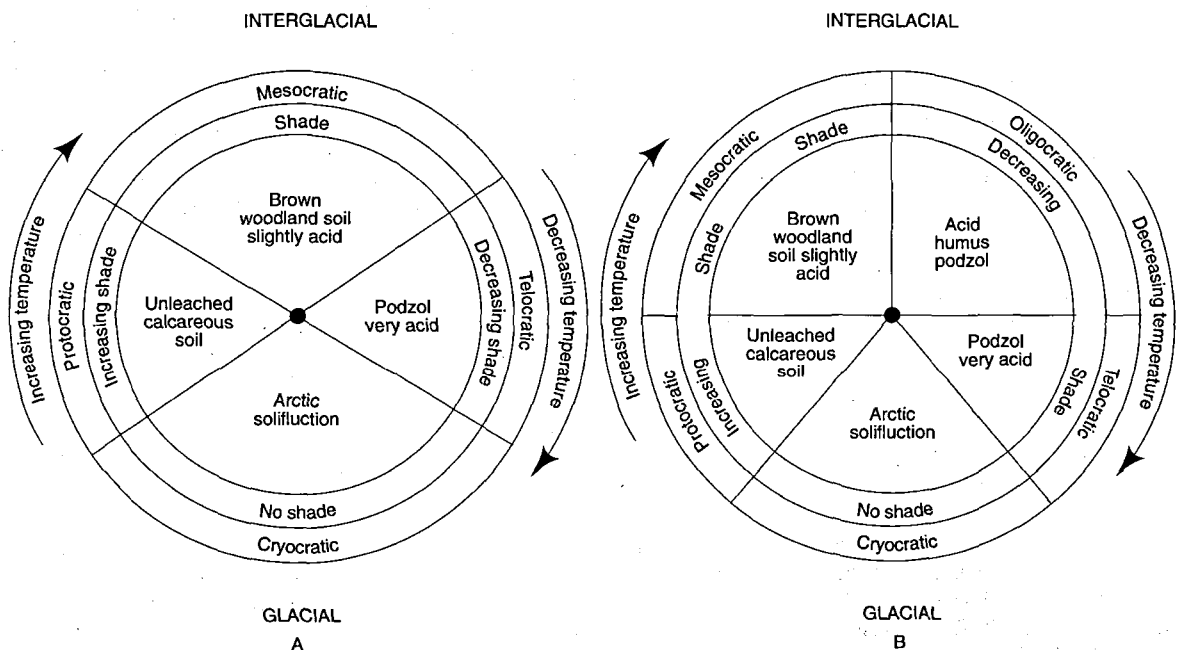 INTERGLACIAL
Mesocratic
Shade
Brown
woodland soil
slightly acid
Increasing temperature
Protocratic
Increasing shade
Unleached
calcareous
soil
Podzol
very acid
Decreasing shade
Telocratic
Decreasing temperature
Arctic
solifluction
No shade
Cryocratic
GLACIAL
A
INTERGLACIAL
Mesocratic
Shade
Shade
Oligocratic
Decreasing
Brown
woodland
soil slightly
acid
Acid
humus
podzol
Increasing temperature
Protocratic
Increasing
Unleached
calcareous
soil
Podzol
very acid
Shade
Telocratic
Decreasing temperature
Arctic
solifluction
No shade
Cryocratic
GLACIAL
B